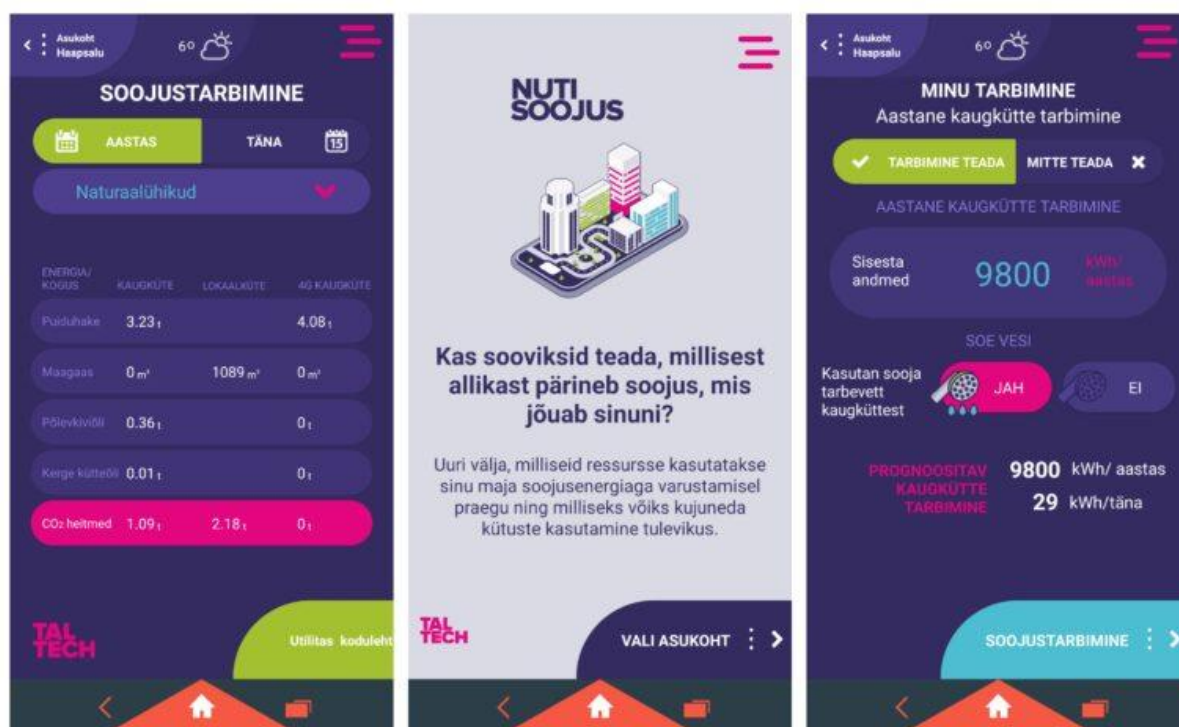 Asukoht
Haapsalu
6°
SOOJUSTARBIMINE
AASTAS
TÄNA
15
Naturaalühikud
ENERGIA/
KOGUS
KAUGKÜTE
LOKAALKÜTE
4G KAUGKÜTE
Puiduhake 3.23 t 4.08 t
Maagaas 0 m³ 1089 m³ 0 m³
Põlevkiviõli 0.36 t 0 t
Kerge kütteõli 0.01 t 0 t
CO₂ heitmed 1.09 t 2.18 t 0 t
TAL
TECH
Utilitas koduleht
NUTI
SOOJUS
Kas sooviksid teada, millisest
allikast pärineb soojus, mis
jõuab sinuni?
Uuri välja, milliseid ressursse kasutatakse
sinu maja soojusenergiaga varustamisel
praegu ning milliseks võiks kujuneda
kütuste kasutamine tulevikus.
TAL
TECH
VALI ASUKOHT
Asukoht
Haapsalu
6°
MINU TARBIMINE
Aastane kaugkütte tarbimine
TARBIMINE TEADA
MITTE TEADA
AASTANE KAUGKÜTTE TARBIMINE
Sisesta
andmed
9800
kWh/
aastas
SOE VESI
Kasutan sooja
tarbevett
kaugküttest
JAH
EI
PROGNOOSITAV
KAUGKÜTTE
TARBIMINE
9800 kWh/ aastas
29 kWh/täna
SOOJUSTARBIMINE